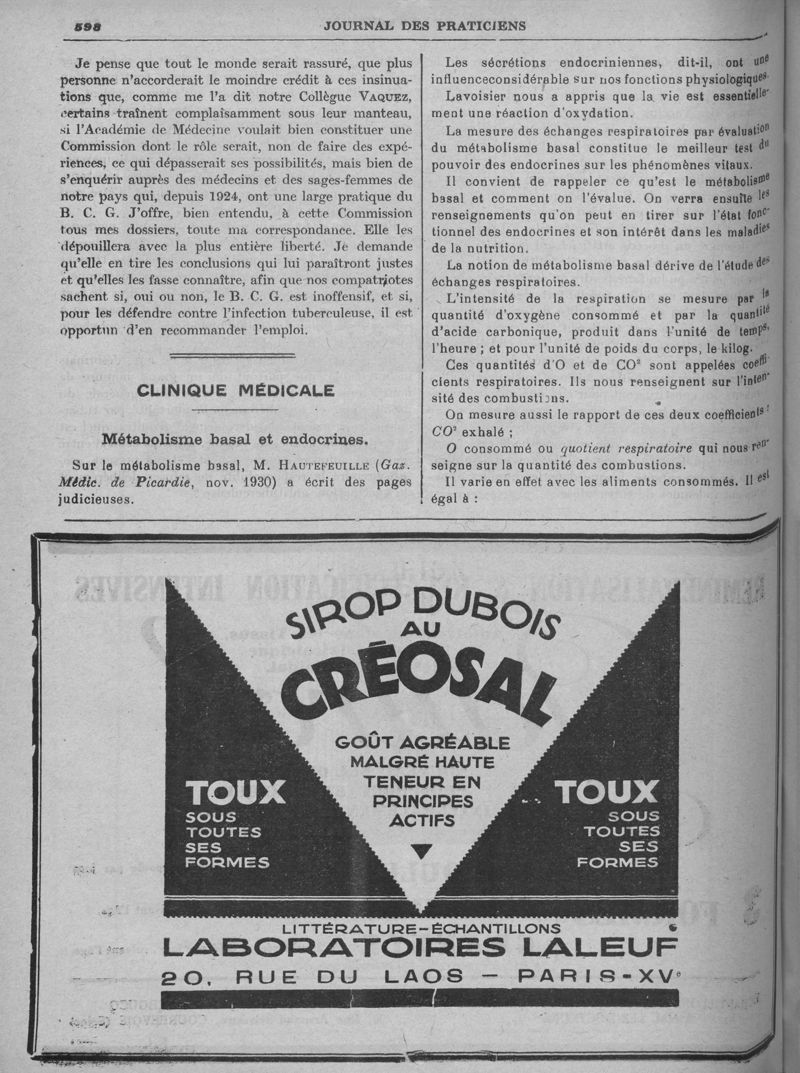 598
JOURNAL DES PRATICIENS
Je pense que tout le monde serait rassuré, que plus
personne n'accorderait le moindre crédit à ces insinua-
tions que, comme me l'a dit notre Collègue VAQUEZ,
certains traînent complaisamment sous leur manteau,
si l'Académie de Médecine voulait bien constituer une
Commission dont le rôle serait, non de faire des expé-
riences, ce qui dépasserait ses possibilités, mais bien de
s'enquérir auprès des médecins et des sages-femmes de
notre pays qui, depuis 1924, ont une large pratique du
B. C. G. J'offre, bien entendu, à cette Commission
tous mes dossiers, toute ma correspondance. Elle les
dépouillera avec la plus entière liberté. Je demande
qu'elle en tire les conclusions qui lui paraîtront justes
et qu'elles les fasse connaître, afin que nos compatriotes
sachent si, oui ou non, le B. C. G. est inoffensif, et si,
pour les défendre contre l'infection tuberculeuse, il est
opportun d'en recommander l'emploi.
CLINIQUE MÉDICALE
Métabolisme basal et endocrines.
Sur le métabolisme basal, M. HAUTEFEUILLE (Gaz.
Médic. de Picardie, nov. 1930) a écrit des pages
judicieuses.
Les sécrétions endocriniennes, dit-il, ont une
influenceconsidérable sur nos fonctions physiologiques.
Lavoisier nous a appris que la vie est essentielle-
ment une réaction d'oxydation.
La mesure des échanges respiratoires par évaluation
du métabolisme basal constitue le meilleur test du
pouvoir des endocrines sur les phénomènes vitaux.
Il convient de rappeler ce qu'est le métabolisme
basal et comment on l'évalue. On verra ensuite les
renseignements qu'on peut en tirer sur l'état fonc-
tionnel des endocrines et son intérêt dans les maladies
de la nutrition.
La notion de métabolisme basal dérive de l'étude des
échanges respiratoires.
L'intensité de la respiration se mesure par la
quantité d'oxygène consommé et par la quantité
d'acide carbonique, produit dans l'unité de temps,
l'heure ; et pour l'unité de poids du corps, le kilog.
Ces quantités d'O et de CO² sont appelées coeffi-
cients respiratoires. Ils nous renseignent sur l'inten-
sité des combustions.
On mesure aussi le rapport de ces deux coefficients :
CO² exhalé ;
O consommé ou quotient respiratoire qui nous ren-
seigne sur la quantité des combustions.
Il varie en effet avec les aliments consommés. Il est
égal à :
SIROP DUBOIS
AU
CRÉOSAL
GOÛT AGRÉABLE
MALGRÉ HAUTE
TENEUR EN
PRINCIPES
ACTIFS
TOUX
SOUS
TOUTES
SES
FORMES
TOUX
SOUS
TOUTES
SES
FORMES
LITTÉRATURE-ÉCHANTILLONS
LABORATOIRES LALEUF
20, RUE DU LAOS - PARIS-XVe